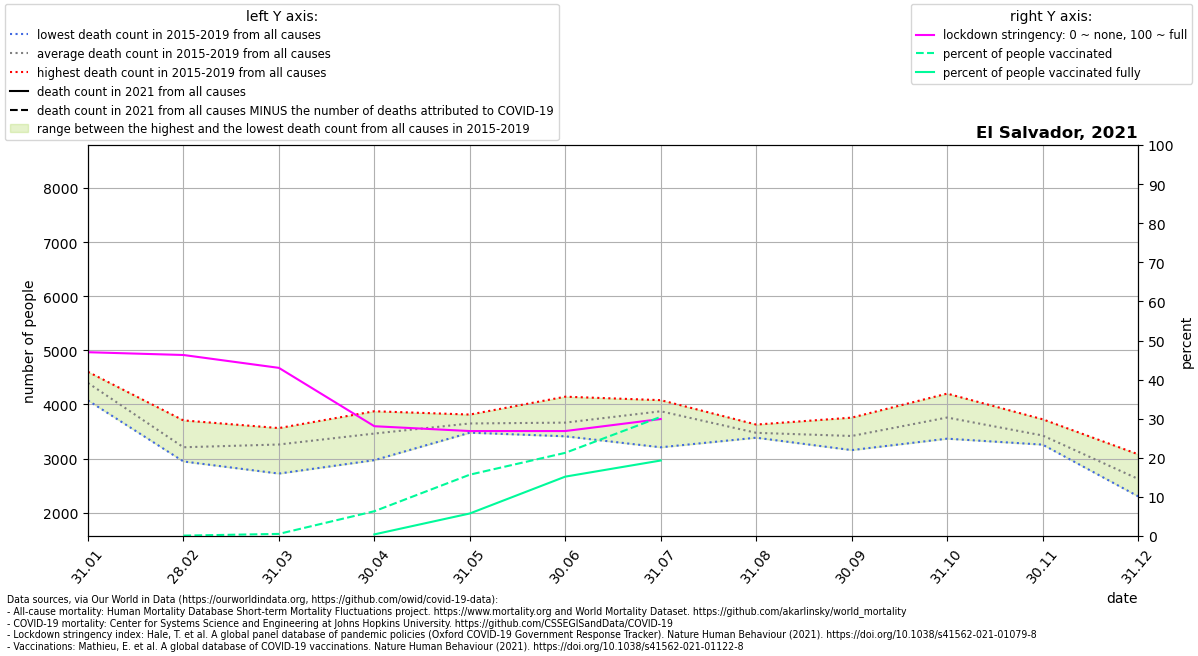 left Y axis:
lowest death count in 2015-2019 from all causes
average death count in 2015-2019 from all causes
highest death count in 2015-2019 from all causes
death count in 2021 from all causes
death count in 2021 from all causes MINUS the number of deaths attributed to COVID-19
range between the highest and the lowest death count from all causes in 2015-2019
right Y axis:
lockdown stringency: 0 ~ none, 100 ~ full
percent of people vaccinated
percent of people vaccinated fully
El Salvador, 2021
number of people
8000
7000
6000
5000
4000
3000
2000
100
90
80
70
60
50
40
30
20
10
0
percent
31.01
28.02
31.03
30.04
31.05
30.06
31.07
31.08
30.09
31.10
30.11
31.12
date
Data sources, via Our World in Data (https://ourworldindata.org, https://github.com/owid/covid-19-data):
- All-cause mortality: Human Mortality Database Short-term Mortality Fluctuations project. https://www.mortality.org and World Mortality Dataset. https://github.com/akarlinsky/world_mortality
- COVID-19 mortality: Center for Systems Science and Engineering at Johns Hopkins University. https://github.com/CSSEGISandData/COVID-19
- Lockdown stringency index: Hale, T. et al. A global panel database of pandemic policies (Oxford COVID-19 Government Response Tracker). Nature Human Behaviour (2021). https://doi.org/10.1038/s41562-021-01079-8
- Vaccinations: Mathieu, E. et al. A global database of COVID-19 vaccinations. Nature Human Behaviour (2021). https://doi.org/10.1038/s41562-021-01122-8